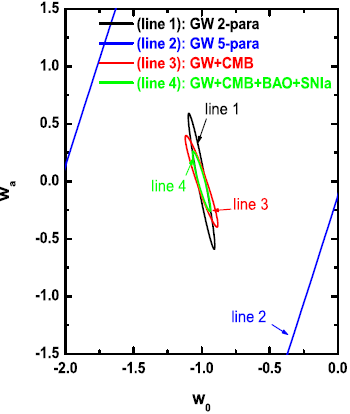 1.5
1.0
0.5
0.0
-0.5
-1.0
-1.5
-2.0
-1.5
-1.0
-0.5
0.0
W_a
W_0
(line 1): GW 2-para
(line 2): GW 5-para
(line 3): GW+CMB
(line 4): GW+CMB+BAO+SNIa
line 1
line 4
line 3
line 2